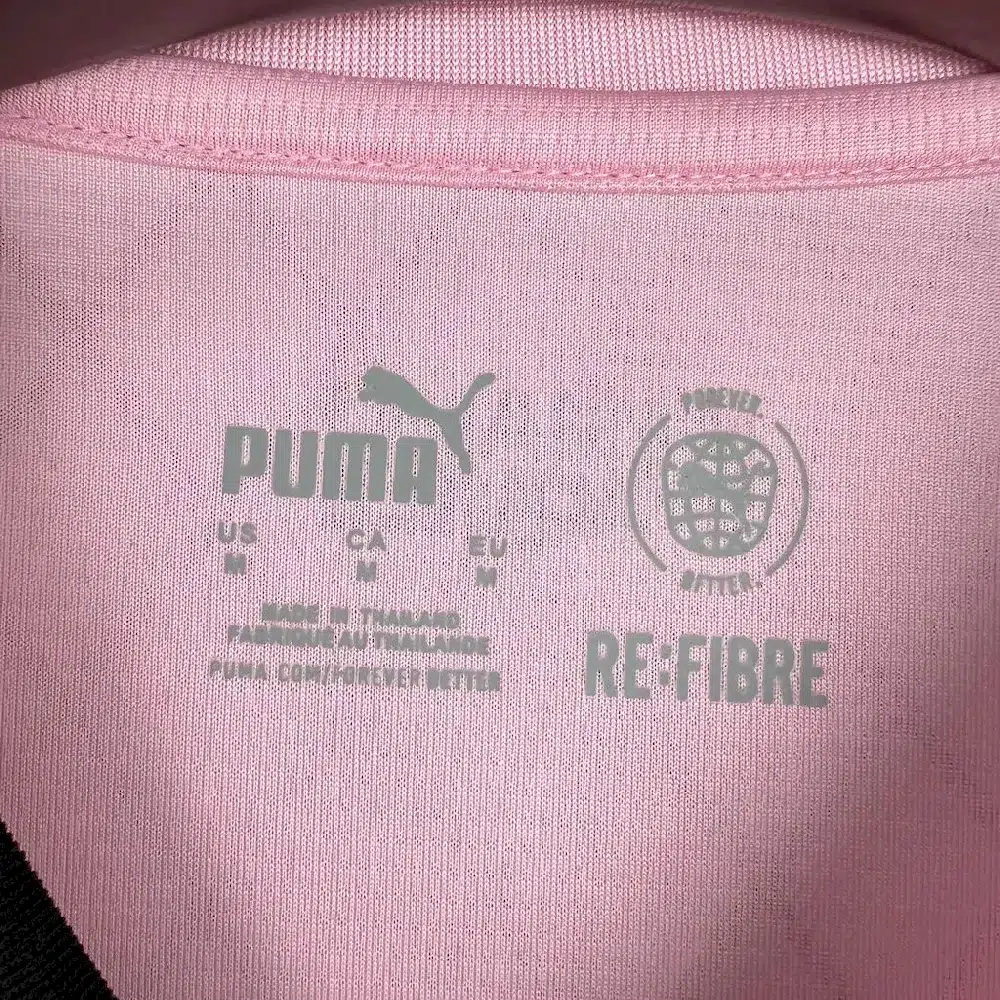 PUMA
US CA EU
M M M
MADE IN THAILAND
FABRIQUE AU THAILANDE
PUMA.COM/FOREVER BETTER
FOREVER.
BETTER.
RE:FIBRE